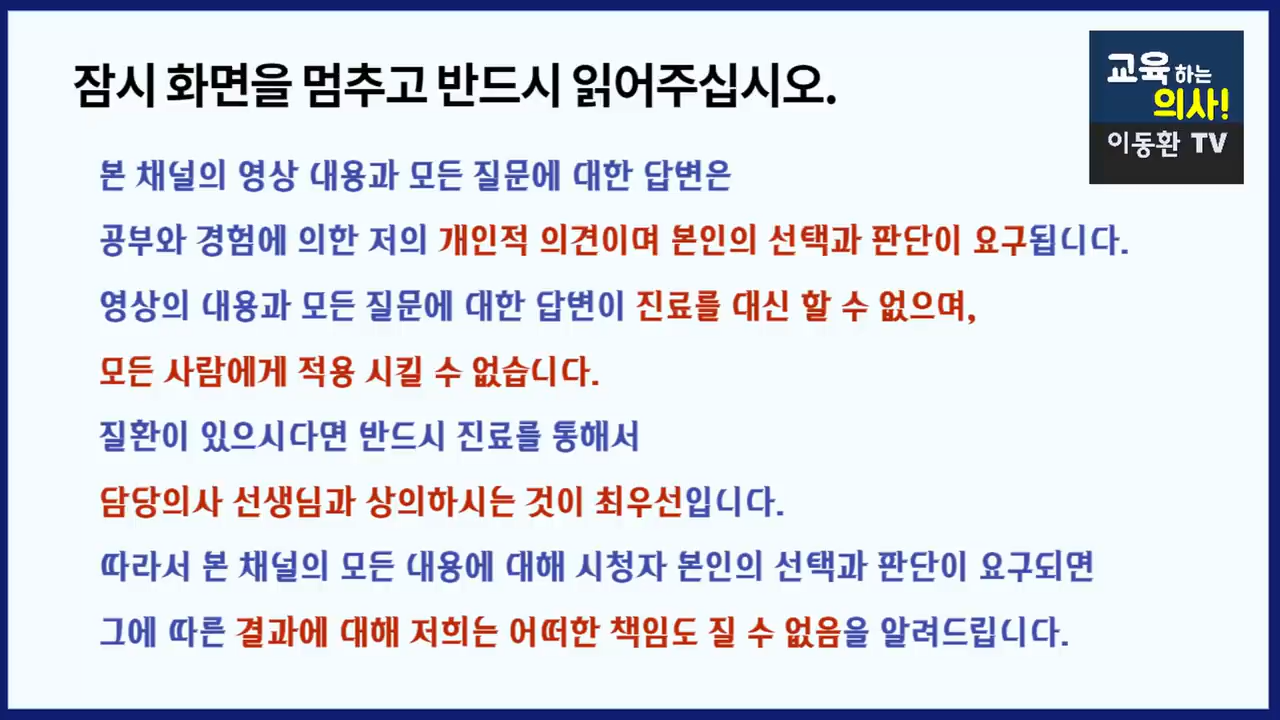 잠시 화면을 멈추고 반드시 읽어주십시오.
교육하는
의사!
이동환 TV
본 채널의 영상 내용과 모든 질문에 대한 답변은
공부와 경험에 의한 저의 개인적 의견이며 본인의 선택과 판단이 요구됩니다.
영상의 내용과 모든 질문에 대한 답변이 진료를 대신 할 수 없으며,
모든 사람에게 적용 시킬 수 없습니다.
질환이 있으시다면 반드시 진료를 통해서
담당의사 선생님과 상의하시는 것이 최우선입니다.
따라서 본 채널의 모든 내용에 대해 시청자 본인의 선택과 판단이 요구되면
그에 따른 결과에 대해 저희는 어떠한 책임도 질 수 없음을 알려드립니다.